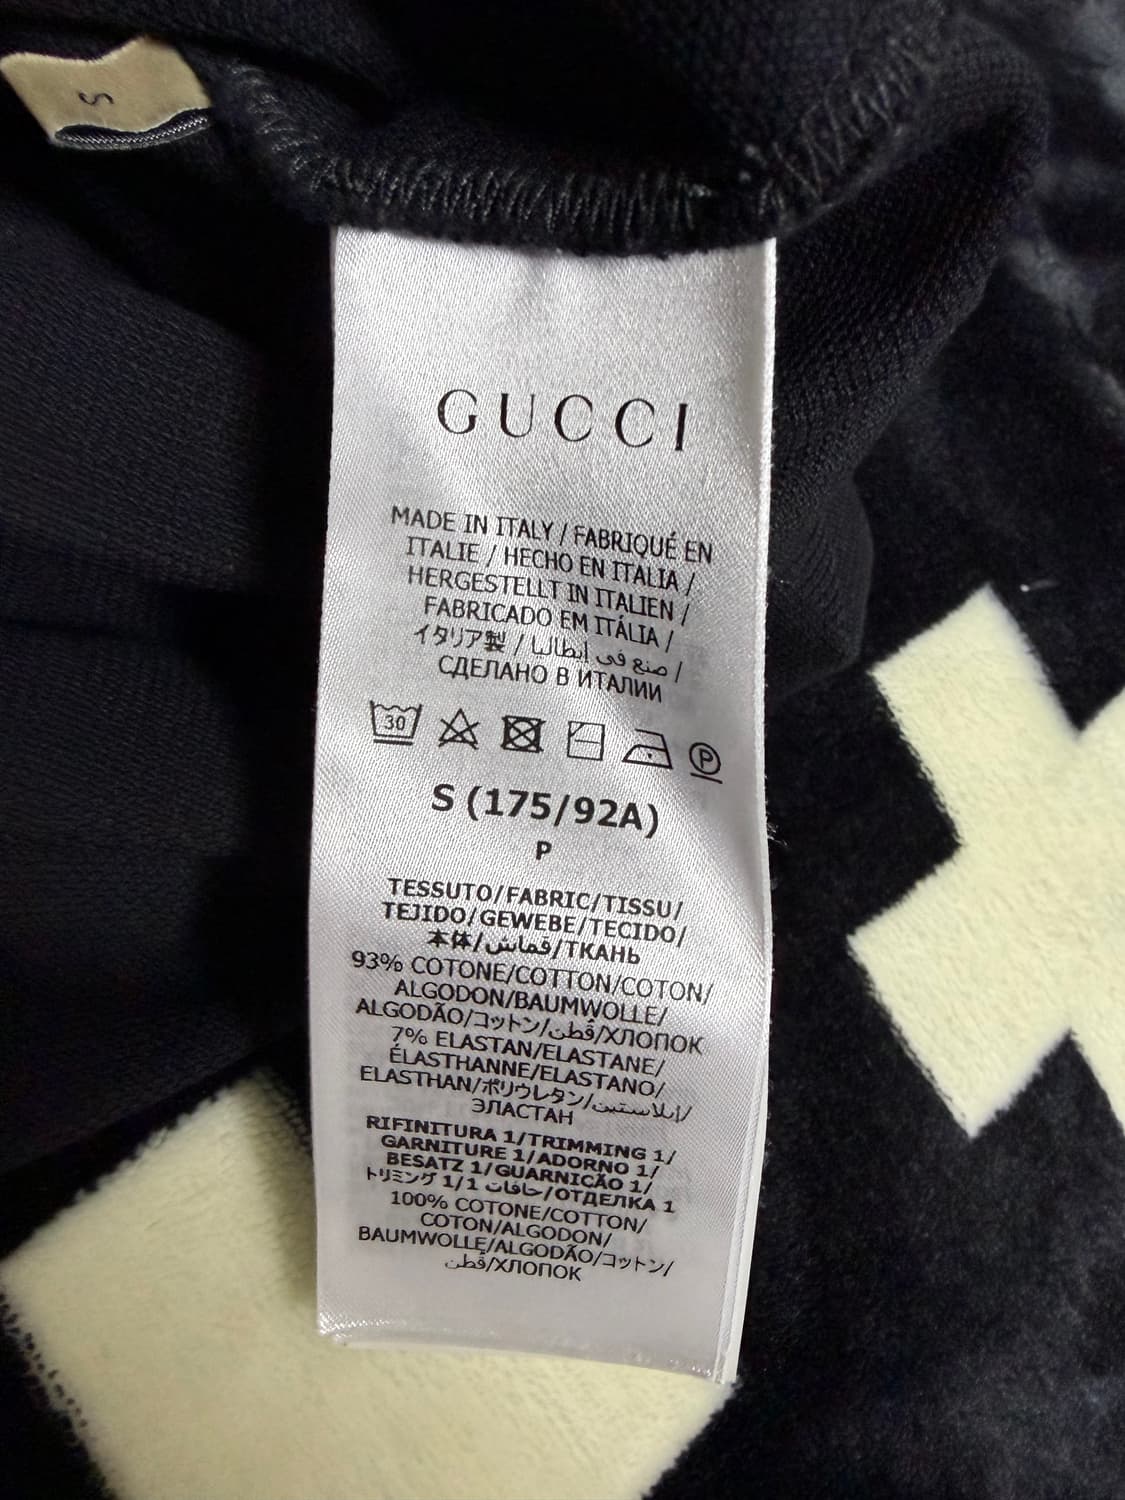 S
GUCCI
MADE IN ITALY / FABRIQUÉ EN
ITALIE / HECHO EN ITALIA /
HERGESTELLT IN ITALIEN /
FABRICADO EM ITÁLIA /
イタリア製 / صنع في إيطاليا /
СДЕЛАНО В ИТАЛИИ
30 P
S (175/92A)
P
TESSUTO/FABRIC/TISSU/
TEJIDO/GEWEBE/TECIDO/
本体/قماش/ТКАНЬ
93% COTONE/COTTON/COTON/
ALGODON/BAUMWOLLE/
ALGODÃO/コットン/قطن/ХЛОПОК
7% ELASTAN/ELASTANE/
ÉLASTHANNE/ELASTANO/
ELASTHAN/ポリウレタン/إيلاستين/
ЭЛАСТАН
RIFINITURA 1/TRIMMING 1/
GARNITURE 1/ADORNO 1/
BESATZ 1/GUARNICÃO 1/
トリミング 1/1 حافات/ОТДЕЛКА 1
100% COTONE/COTTON/
COTON/ALGODON/
BAUMWOLLE/ALGODÃO/コットン/
قطن/ХЛОПОК